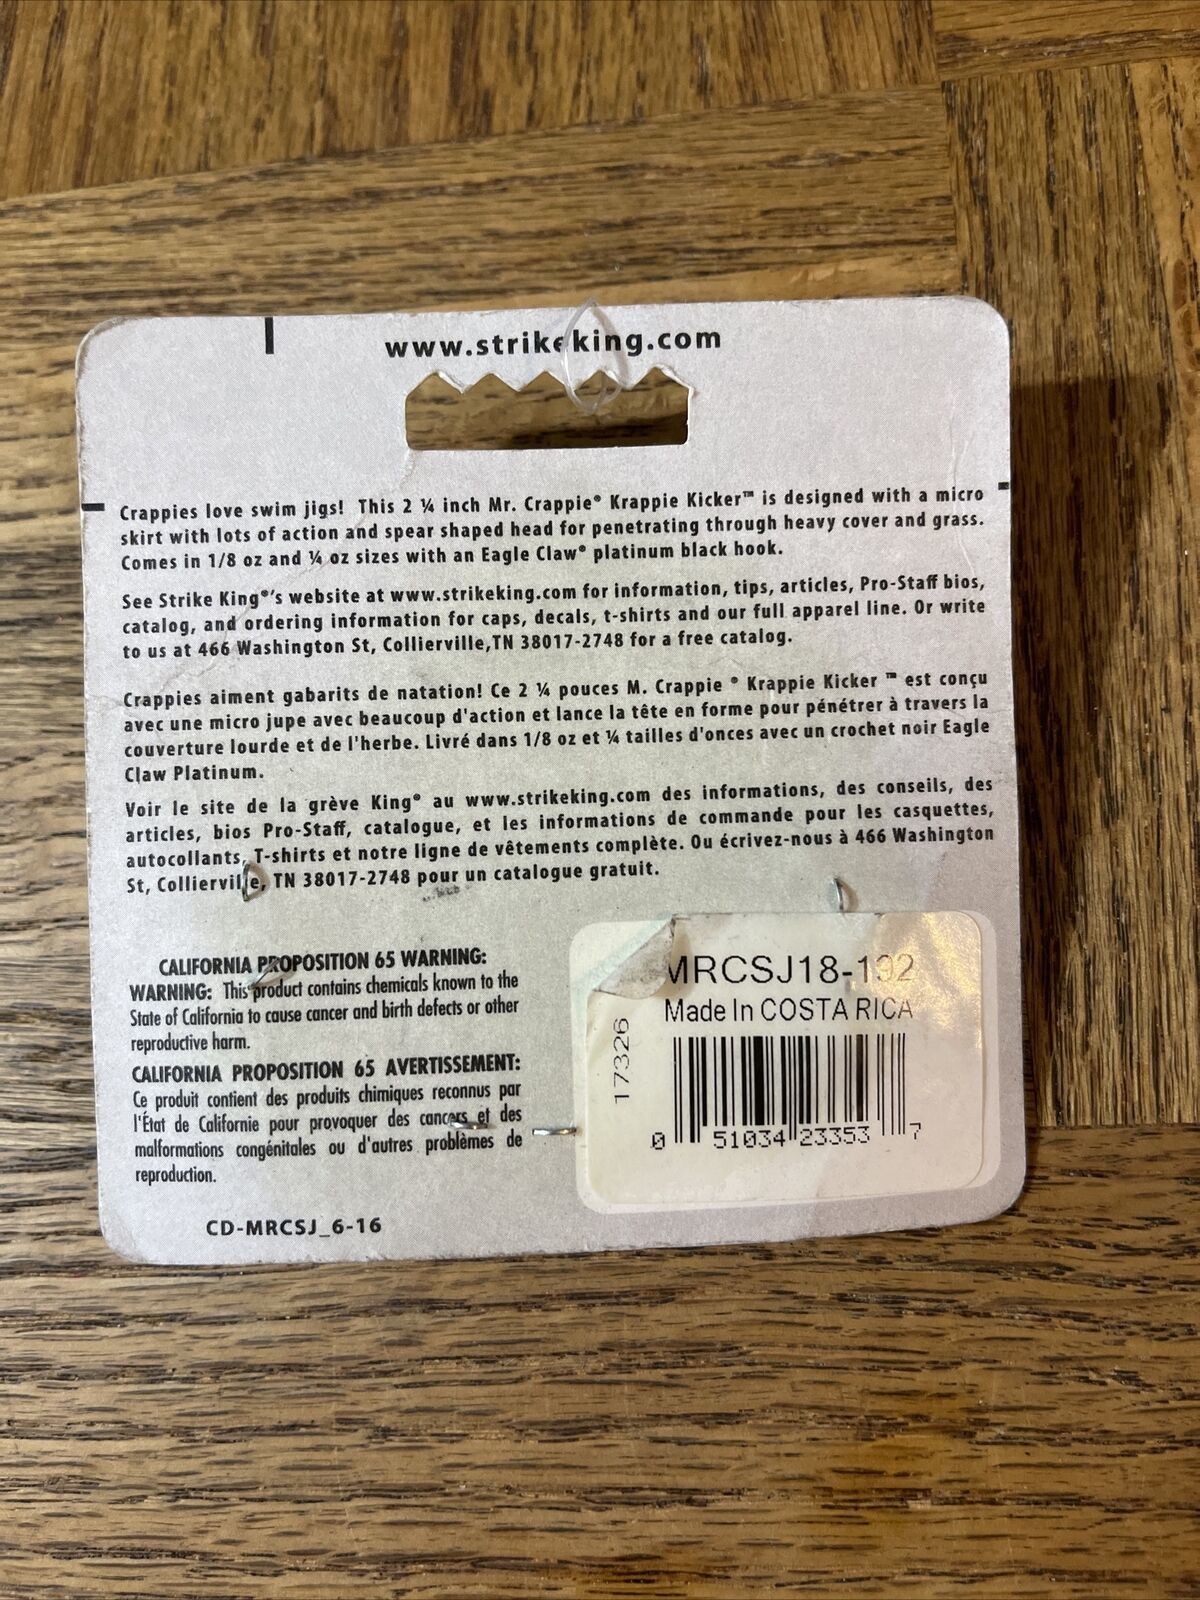 www.strikeking.com
Crappies love swim jigs! This 2 ¼ inch Mr. Crappie® Krappie Kicker™ is designed with a micro
skirt with lots of action and spear shaped head for penetrating through heavy cover and grass.
Comes in 1/8 oz and ¼ oz sizes with an Eagle Claw® platinum black hook.
See Strike King®'s website at www.strikeking.com for information, tips, articles, Pro-Staff bios,
catalog, and ordering information for caps, decals, t-shirts and our full apparel line. Or write
to us at 466 Washington St, Collierville,TN 38017-2748 for a free catalog.
Crappies aiment gabarits de natation! Ce 2 ¼ pouces M. Crappie ® Krappie Kicker ™ est conçu
avec une micro jupe avec beaucoup d'action et lance la tête en forme pour pénétrer à travers la
couverture lourde et de l'herbe. Livré dans 1/8 oz et ¼ tailles d'onces avec un crochet noir Eagle
Claw Platinum.
Voir le site de la grève King® au www.strikeking.com des informations, des conseils, des
articles, bios Pro-Staff, catalogue, et les informations de commande pour les casquettes,
autocollants, T-shirts et notre ligne de vêtements complète. Ou écrivez-nous à 466 Washington
St, Collierville, TN 38017-2748 pour un catalogue gratuit.
CALIFORNIA PROPOSITION 65 WARNING:
WARNING: This product contains chemicals known to the
State of California to cause cancer and birth defects or other
reproductive harm.
CALIFORNIA PROPOSITION 65 AVERTISSEMENT:
Ce produit contient des produits chimiques reconnus par
l'État de Californie pour provoquer des cancers et des
malformations congénitales ou d'autres problèmes de
reproduction.
CD-MRCSJ_6-16
MRCSJ18-192
Made In COSTA RICA
17326
0 51034 23353 7